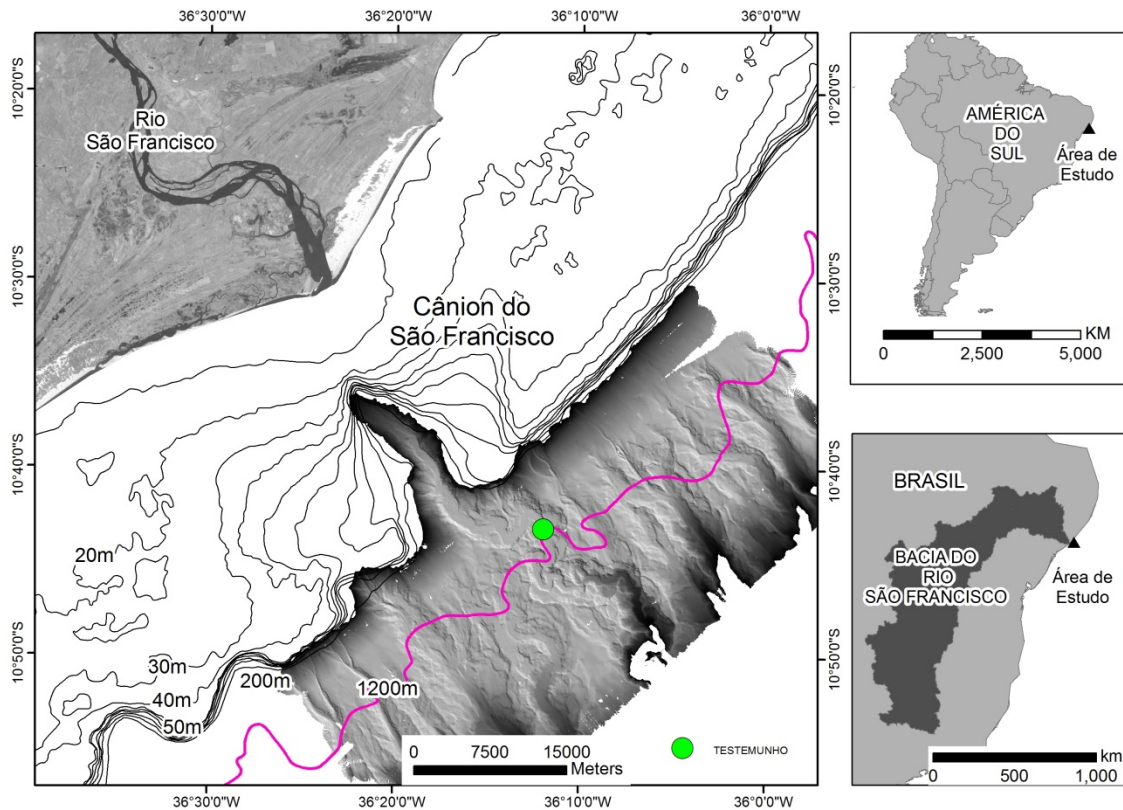 36°30'0"W
36°20'0"W
36°10'0"W
36°0'0"W
10°20'0"S
10°30'0"S
10°40'0"S
10°50'0"S
Rio
São Francisco
Cânion do
São Francisco
20m
30m
40m
50m
200m
1200m
0
7500
15000
Meters
TESTEMUNHO
10°20'0"S
10°30'0"S
10°40'0"S
10°50'0"S
36°30'0"W
36°20'0"W
36°10'0"W
36°0'0"W
AMÉRICA
DO
SUL
Área de
Estudo
KM
0
2,500
5,000
BRASIL
BACIA DO
RIO
SÃO FRANCISCO
Área de
Estudo
km
0
500
1.000